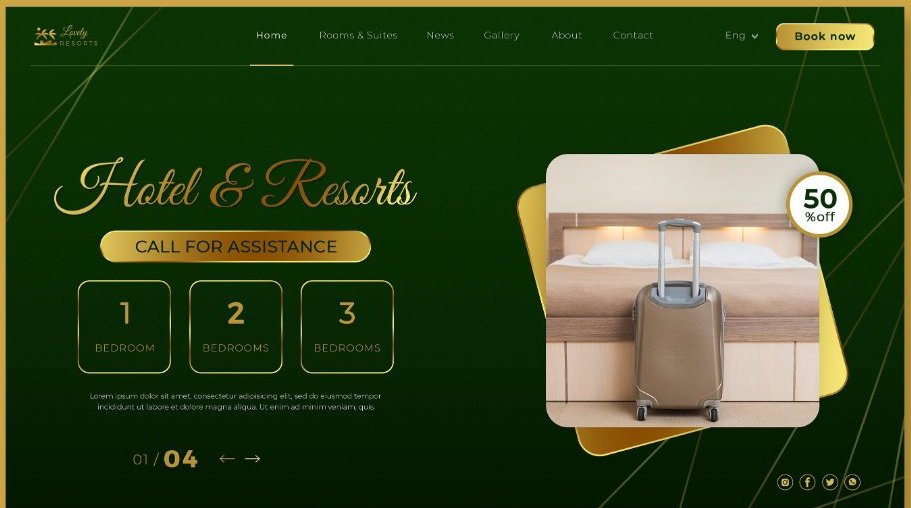 Lovely
RESORTS
Home
Rooms & Suites
News
Gallery
About
Contact
Eng
Book now
Hotel & Resorts
CALL FOR ASSISTANCE
1
BEDROOM
2
BEDROOMS
3
BEDROOMS
Lorem ipsum dolor sit amet, consectetur adipisicing elit, sed do eiusmod tempor
incididunt ut labore et dolore magna aliqua. Ut enim ad minim veniam, quis
01 / 04
50
%off